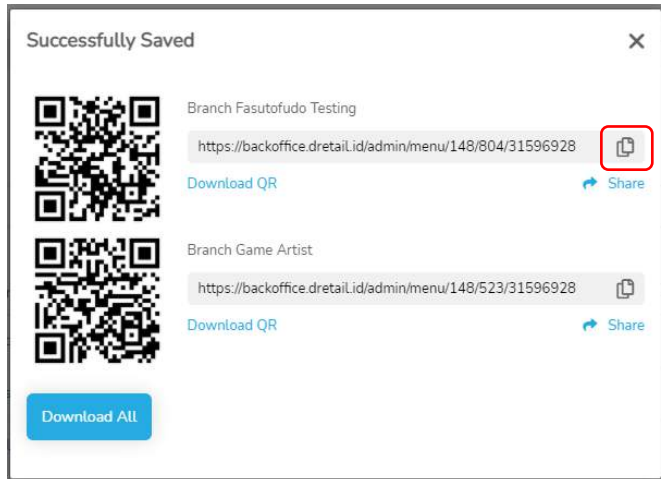 Successfully Saved
Branch Fasutofudo Testing
https://backoffice.dretail.id/admin/menu/148/804/31596928
Download QR
Share
Branch Game Artist
https://backoffice.dretail.id/admin/menu/148/523/31596928
Download QR
Share
Download All